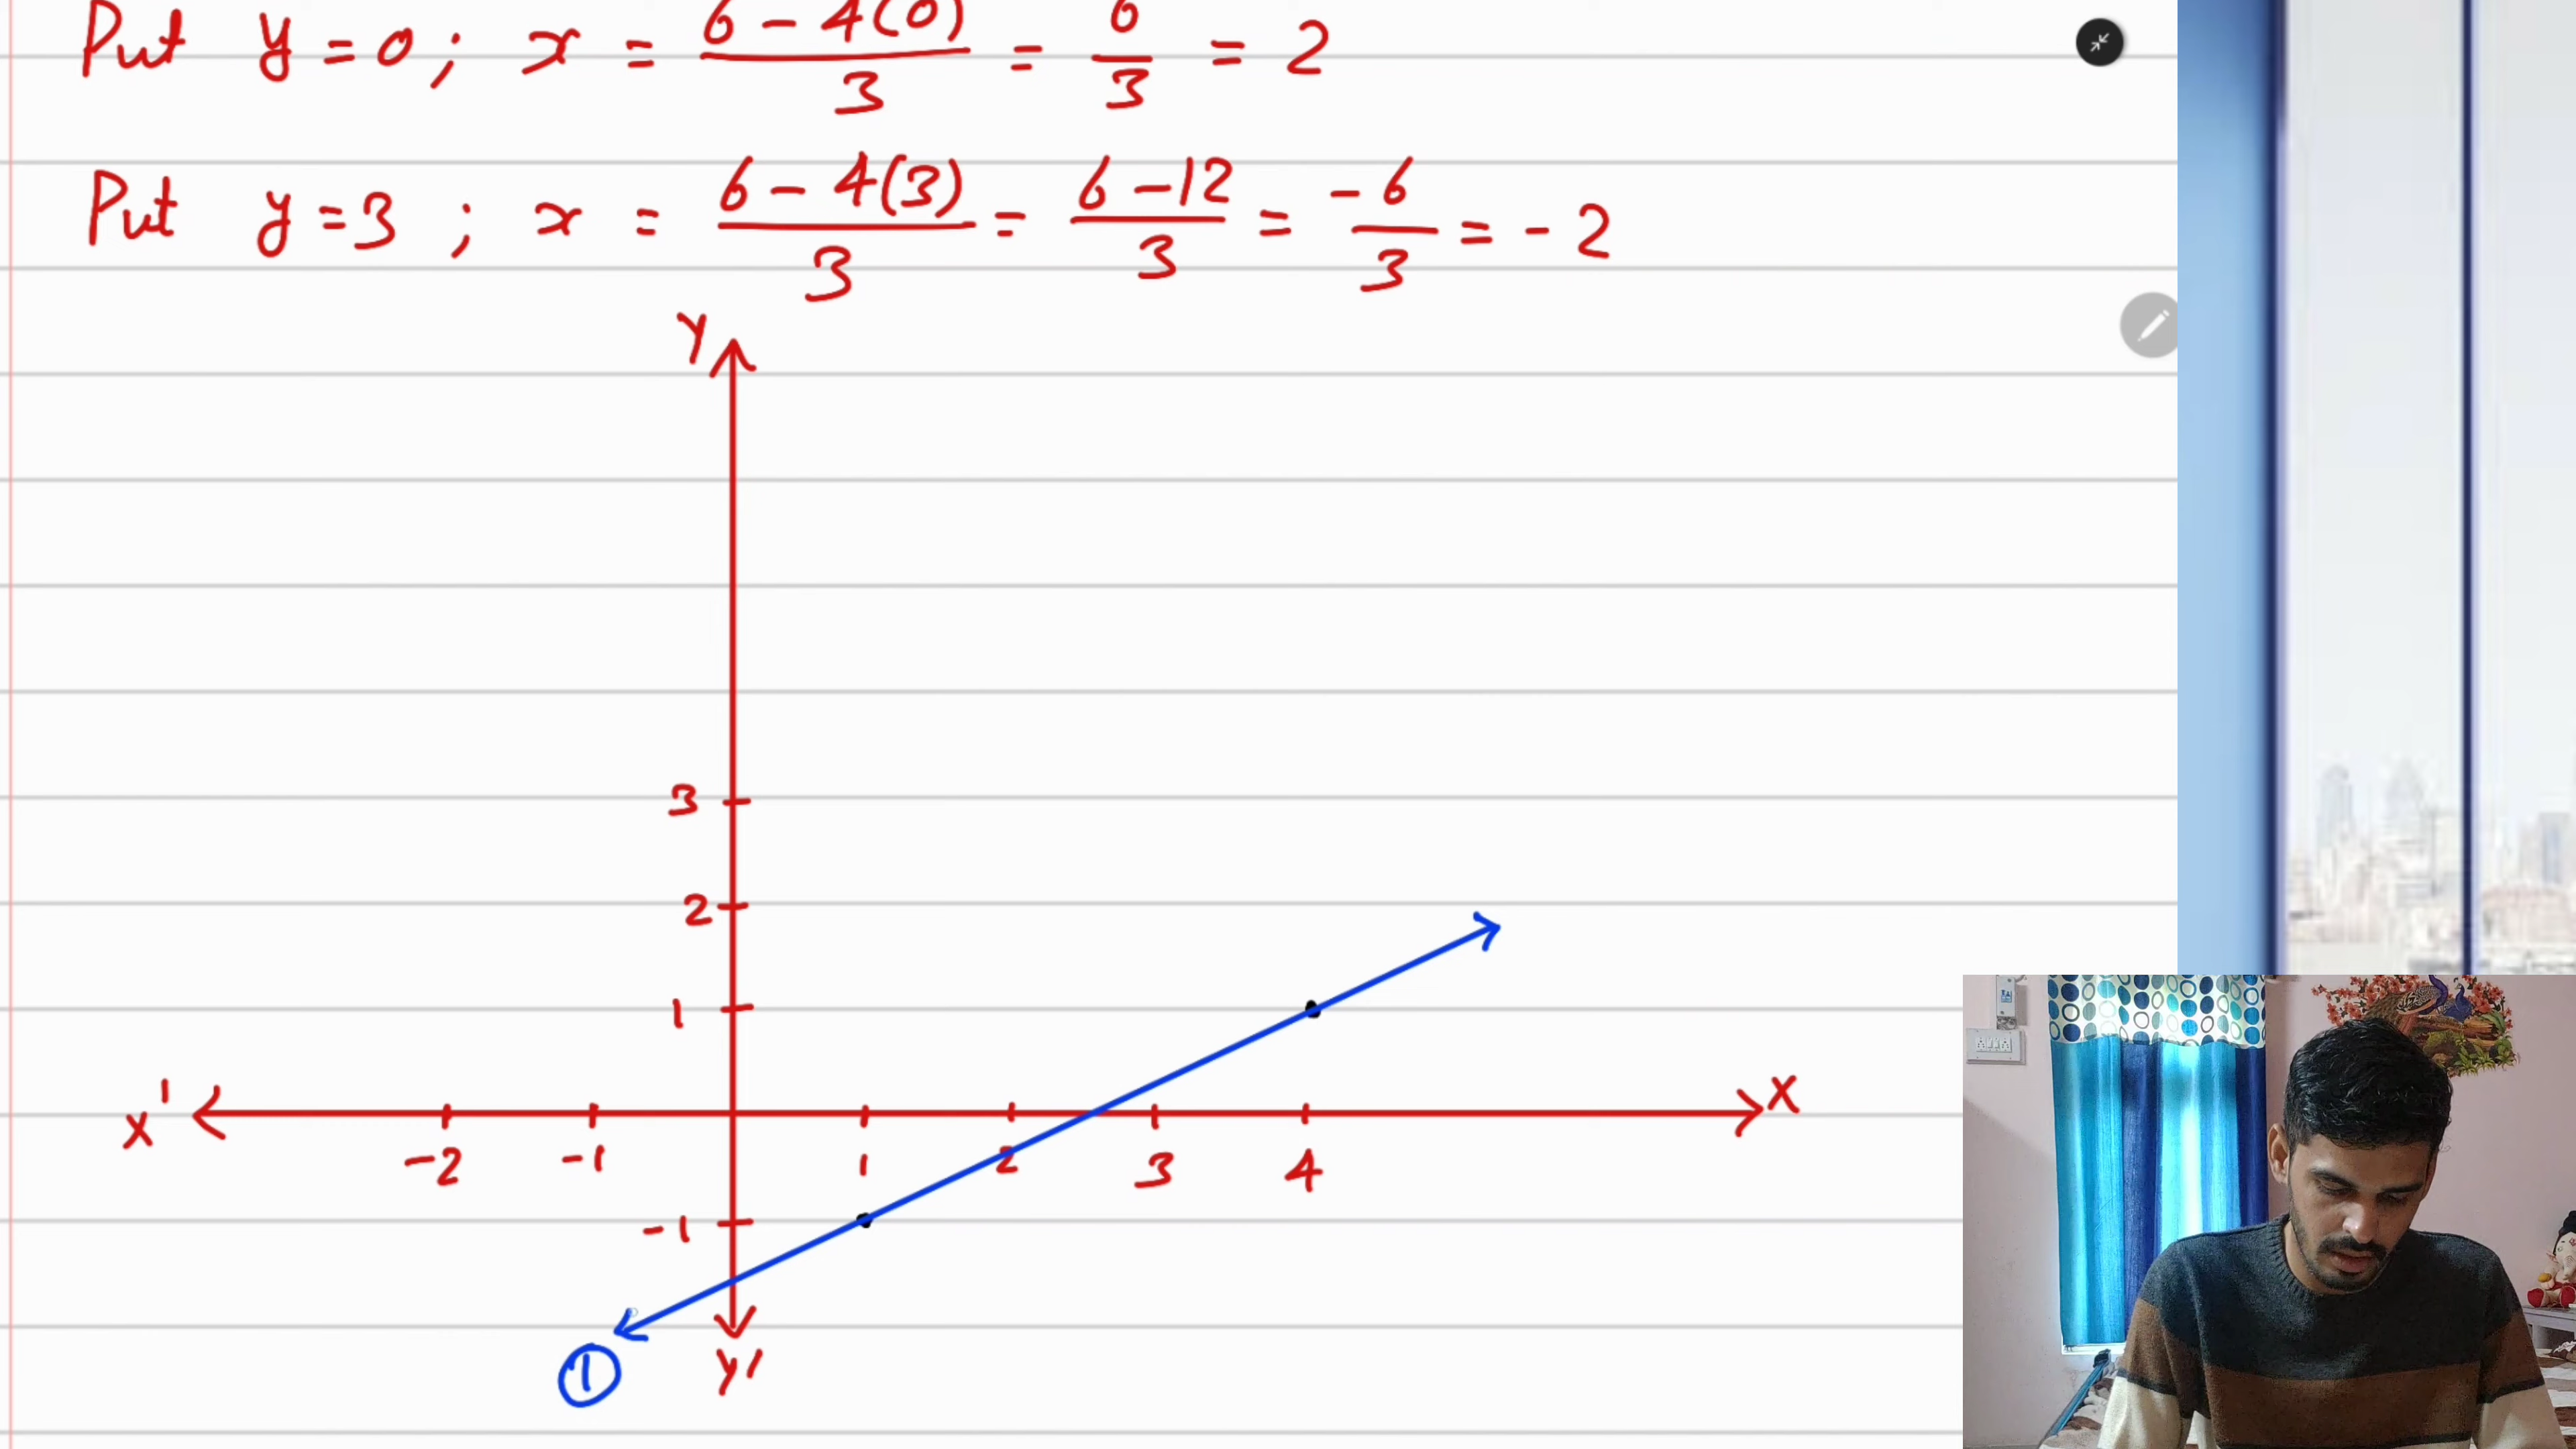 Put y = 0 ; x = 6 - 4(0) / 3 = 6/3 = 2
Put y = 3 ; x = 6 - 4(3) / 3 = 6 - 12 / 3 = -6/3 = -2
Y
3
2
1
X' X
-2 -1 1 2 3 4
-1
①
Y'